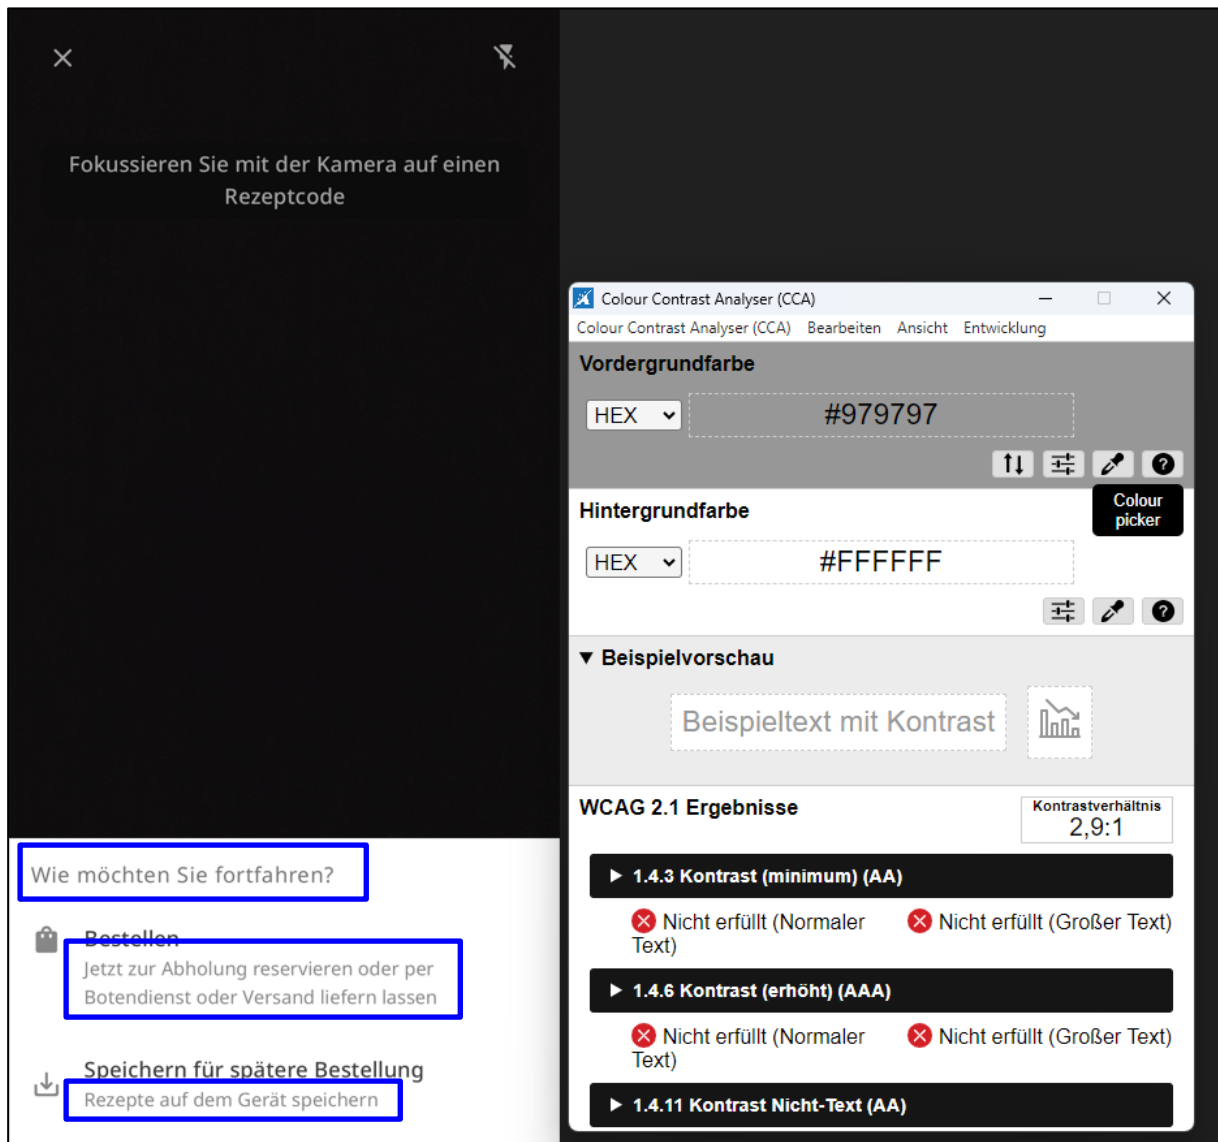 Fokussieren Sie mit der Kamera auf einen
Rezeptcode
Wie möchten Sie fortfahren?
Bestellen
Jetzt zur Abholung reservieren oder per
Botendienst oder Versand liefern lassen
Speichern für spätere Bestellung
Rezepte auf dem Gerät speichern
Colour Contrast Analyser (CCA)
Colour Contrast Analyser (CCA) Bearbeiten Ansicht Entwicklung
Vordergrundfarbe
HEX #979797
Colour
picker
Hintergrundfarbe
HEX #FFFFFF
Beispielvorschau
Beispieltext mit Kontrast
WCAG 2.1 Ergebnisse
Kontrastverhältnis
2,9:1
1.4.3 Kontrast (minimum) (AA)
Nicht erfüllt (Normaler
Text)
Nicht erfüllt (Großer Text)
1.4.6 Kontrast (erhöht) (AAA)
Nicht erfüllt (Normaler
Text)
Nicht erfüllt (Großer Text)
1.4.11 Kontrast Nicht-Text (AA)